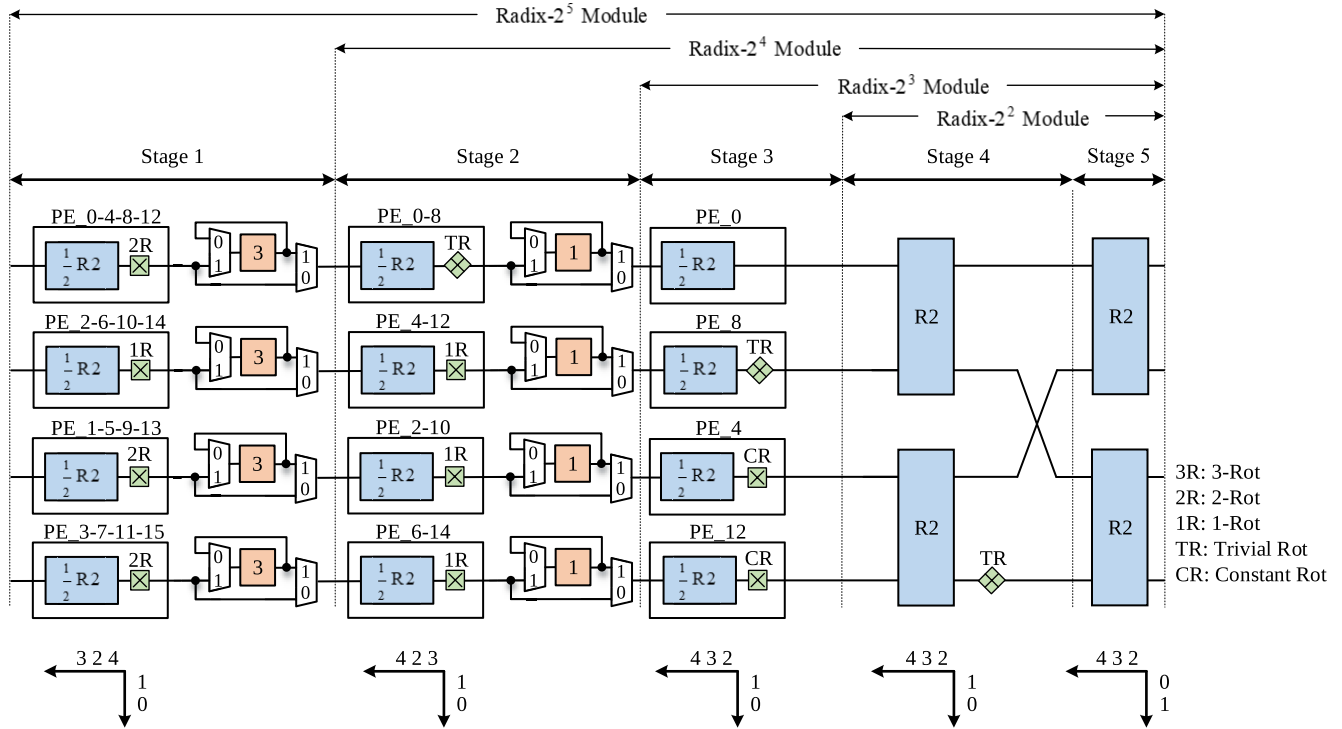 Radix-2⁵ Module
Radix-2⁴ Module
Radix-2³ Module
Radix-2² Module
Stage 1 Stage 2 Stage 3 Stage 4 Stage 5
PE_0-4-8-12 PE_0-8 PE_0
1/2 R2 2R 0 1 3 1 0 1/2 R2 TR 0 1 1 1 0 1/2 R2
PE_2-6-10-14 PE_4-12 PE_8
1/2 R2 1R 0 1 3 1 0 1/2 R2 1R 0 1 1 1 0 1/2 R2 TR R2 R2
PE_1-5-9-13 PE_2-10 PE_4
1/2 R2 2R 0 1 3 1 0 1/2 R2 1R 0 1 1 1 0 1/2 R2 CR
PE_3-7-11-15 PE_6-14 PE_12
1/2 R2 2R 0 1 3 1 0 1/2 R2 1R 0 1 1 1 0 1/2 R2 CR R2 TR R2
3R: 3-Rot
2R: 2-Rot
1R: 1-Rot
TR: Trivial Rot
CR: Constant Rot
3 2 4 4 2 3 4 3 2 4 3 2 4 3 2
1 1 1 1 0
0 0 0 0 1